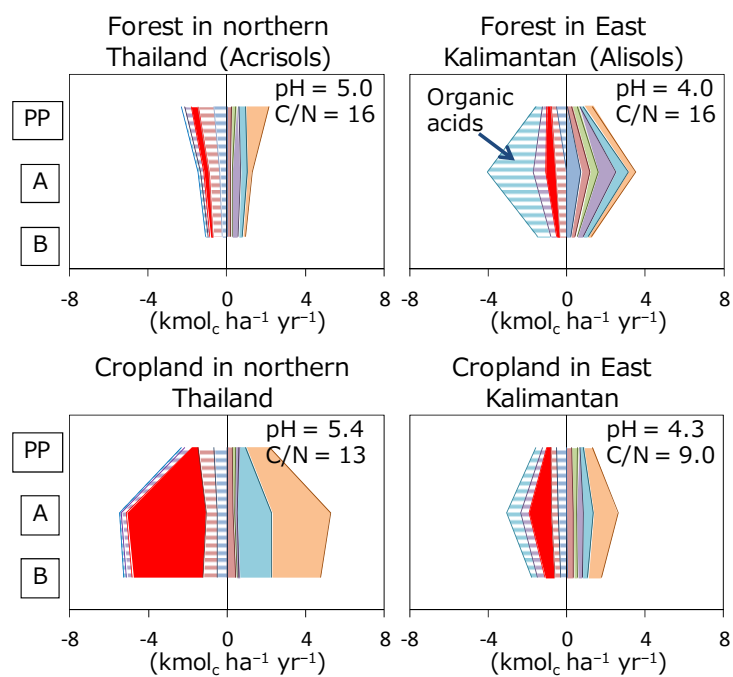 Forest in northern
Thailand (Acrisols)
pH = 5.0
C/N = 16
PP
A
B
-8 -4 0 4 8
(kmolc ha−1 yr−1)
Forest in East
Kalimantan (Alisols)
pH = 4.0
C/N = 16
Organic
acids
-8 -4 0 4 8
(kmolc ha−1 yr−1)
Cropland in northern
Thailand
pH = 5.4
C/N = 13
PP
A
B
-8 -4 0 4 8
(kmolc ha−1 yr−1)
Cropland in East
Kalimantan
pH = 4.3
C/N = 9.0
-8 -4 0 4 8
(kmolc ha−1 yr−1)